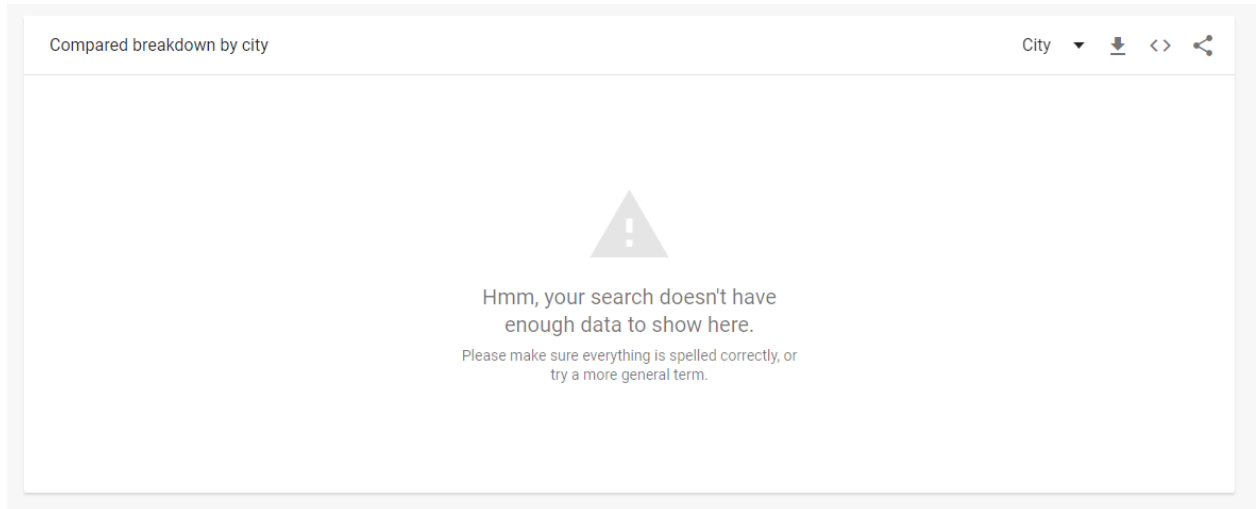 Compared breakdown by city
City
Hmm, your search doesn't have
enough data to show here.
Please make sure everything is spelled correctly, or
try a more general term.